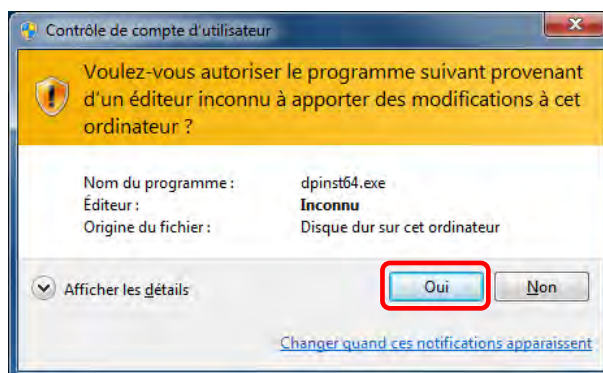 Contrôle de compte d'utilisateur
Voulez-vous autoriser le programme suivant provenant
d'un éditeur inconnu à apporter des modifications à cet
ordinateur ?
Nom du programme : dpinst64.exe
Éditeur : Inconnu
Origine du fichier : Disque dur sur cet ordinateur
Afficher les détails Oui Non
Changer quand ces notifications apparaissent